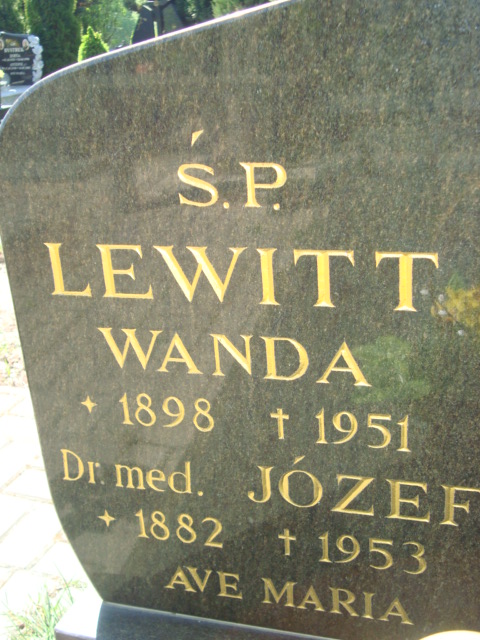 Ś.P.
LEWITT
WANDA
✦ 1898 † 1951
Dr. med. JÓZEF
✦ 1882 † 1953
AVE MARIA